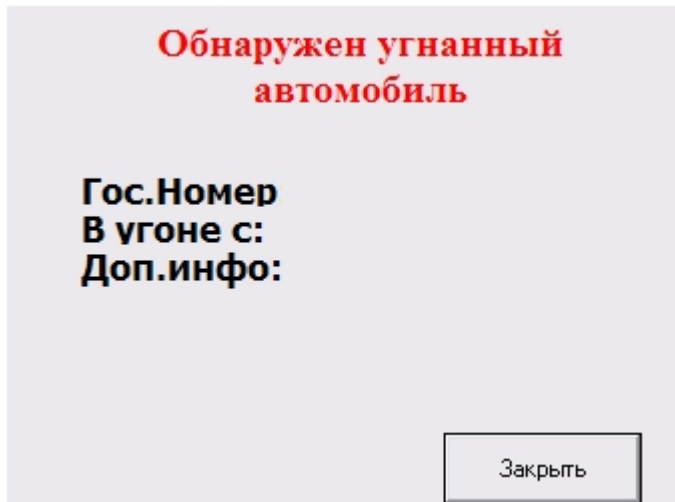 Обнаружен угнанный
автомобиль
Гос.Номер
В угоне с:
Доп.инфо:
Закрыть